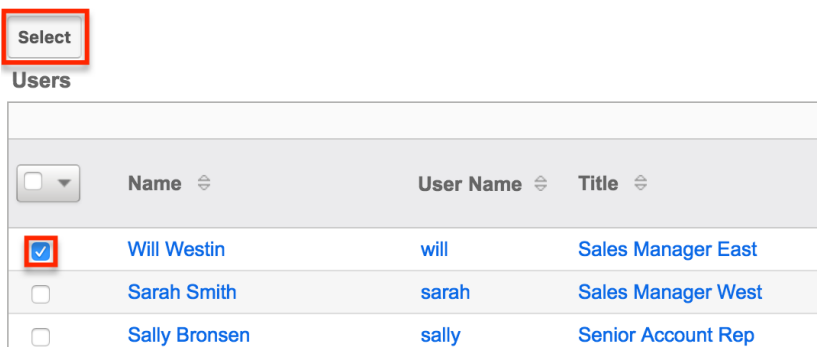 Select
Users
Name User Name Title
Will Westin will Sales Manager East
Sarah Smith sarah Sales Manager West
Sally Bronsen sally Senior Account Rep